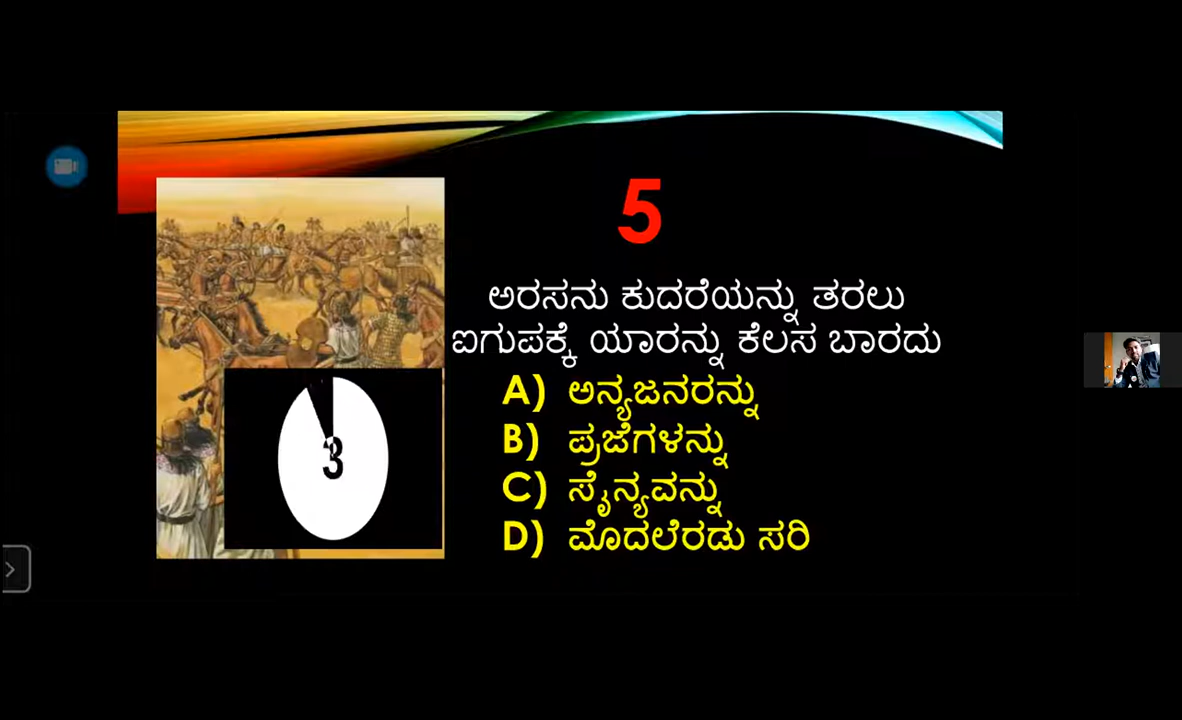 5
ಅರಸನು ಕುದರೆಯನ್ನು ತರಲು
ಐಗುಪಕ್ಕೆ ಯಾರನ್ನು ಕೆಲಸ ಬಾರದು
A) ಅನ್ಯಜನರನ್ನು
B) ಪ್ರಜೆಗಳನ್ನು
C) ಸೈನ್ಯವನ್ನು
D) ಮೊದಲೆರಡು ಸರಿ
3